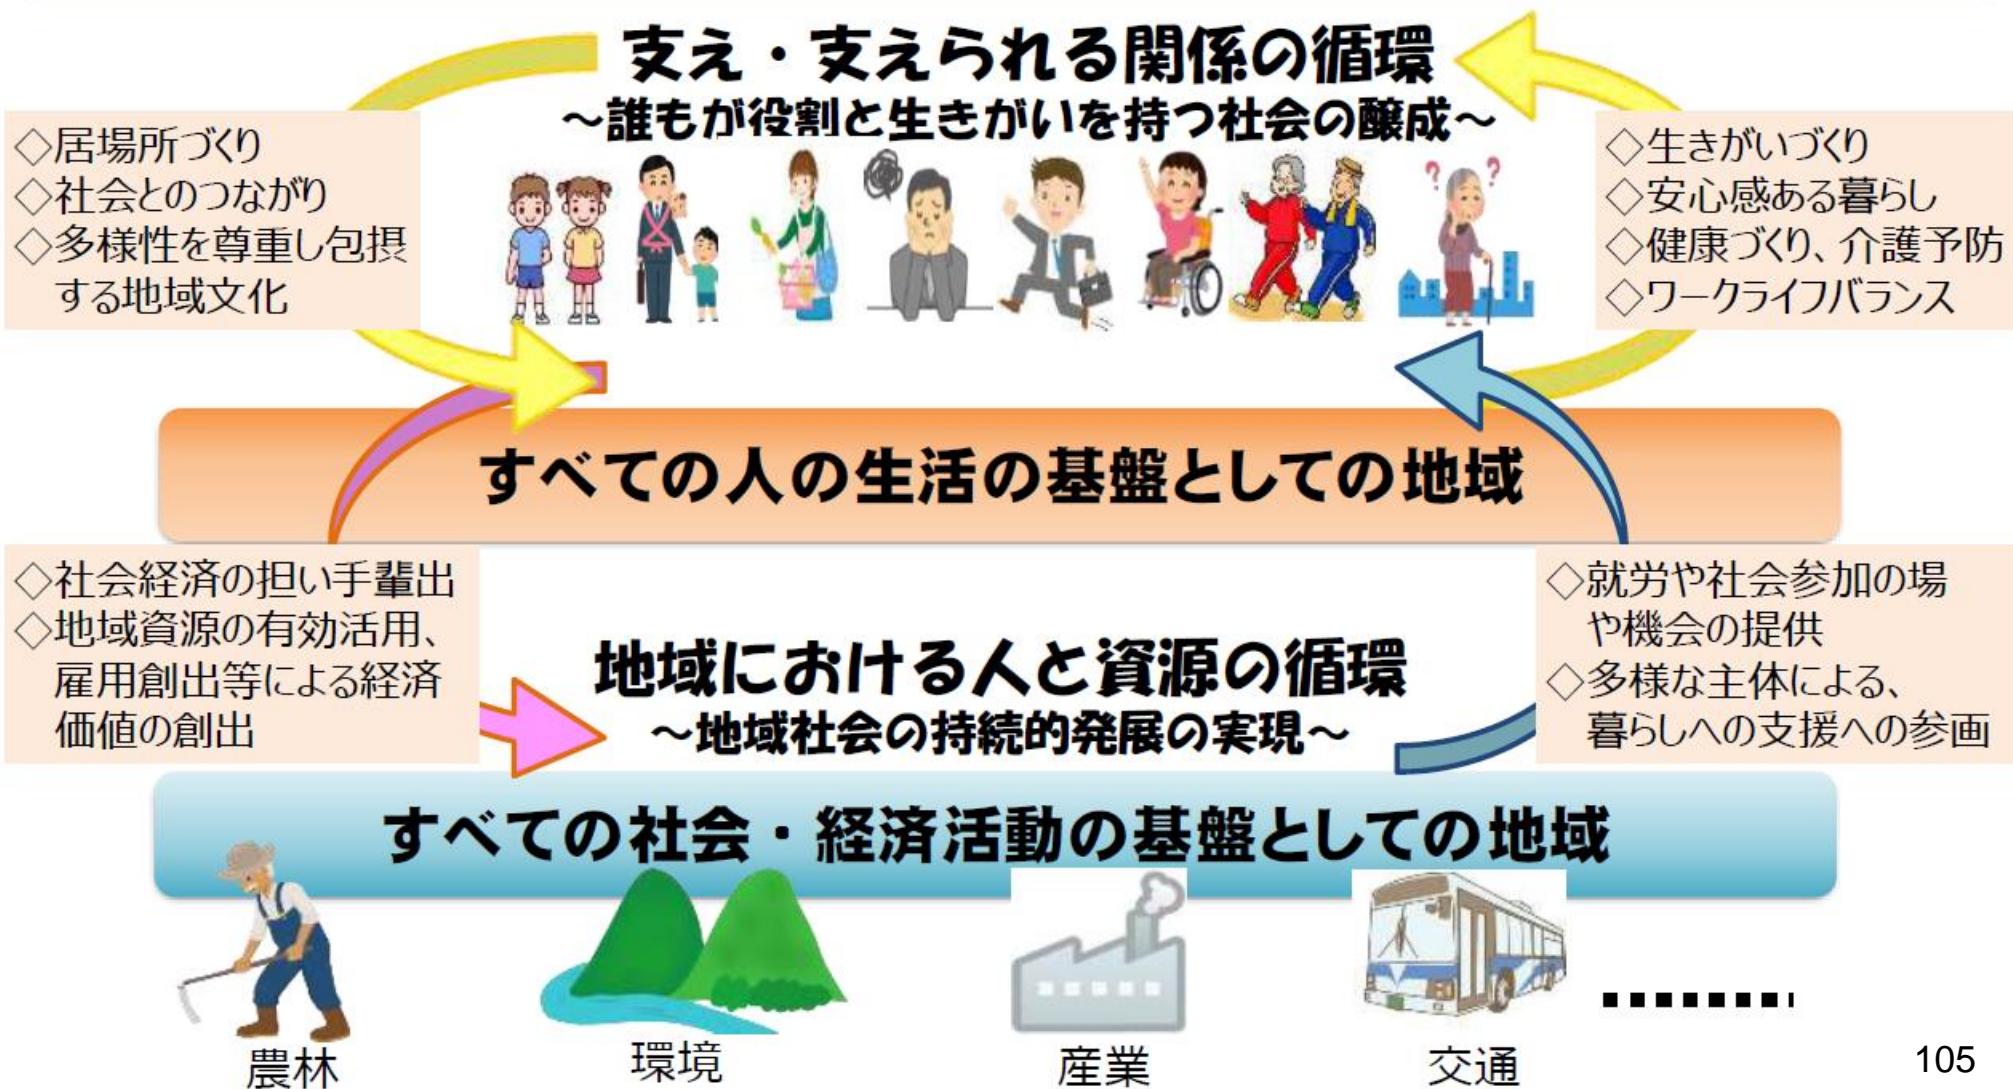 支え・支えられる関係の循環
～誰もが役割と生きがいを持つ社会の醸成～
◇居場所づくり
◇社会とのつながり
◇多様性を尊重し包摂
する地域文化
◇生きがいづくり
◇安心感ある暮らし
◇健康づくり、介護予防
◇ワークライフバランス
? ?
すべての人の生活の基盤としての地域
◇社会経済の担い手輩出
◇地域資源の有効活用、
雇用創出等による経済
価値の創出
地域における人と資源の循環
～地域社会の持続的発展の実現～
◇就労や社会参加の場
や機会の提供
◇多様な主体による、
暮らしへの支援への参画
すべての社会・経済活動の基盤としての地域
農林
環境
産業
交通
105